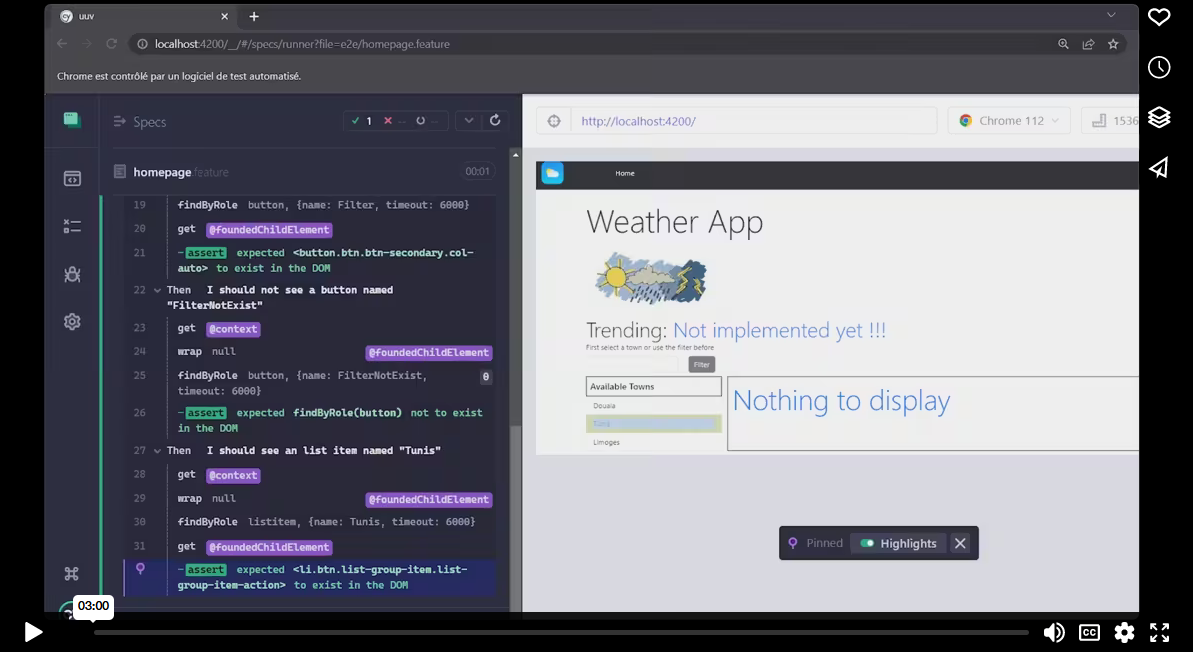 uuv
localhost:4200/__/#/specs/runner?file=e2e/homepage.feature
Chrome est contrôlé par un logiciel de test automatisé.
Specs
1 -- --
http://localhost:4200/
Chrome 112
1536
homepage.feature 00:01
19 findByRole button, {name: Filter, timeout: 6000}
20 get @foundedChildElement
21 -assert expected <button.btn.btn-secondary.col-
auto> to exist in the DOM
22 Then I should not see a button named
"FilterNotExist"
23 get @context
24 wrap null @foundedChildElement
25 findByRole button, {name: FilterNotExist, 0
timeout: 6000}
26 -assert expected findByRole(button) not to exist
in the DOM
27 Then I should see an list item named "Tunis"
28 get @context
29 wrap null @foundedChildElement
30 findByRole listitem, {name: Tunis, timeout: 6000}
31 get @foundedChildElement
-assert expected <li.btn.list-group-item.list-
group-item-action> to exist in the DOM
Home
Weather App
Trending: Not implemented yet !!!
First select a town or use the filter before
Filter
Available Towns
Douala
Tunis
Limoges
Nothing to display
Pinned Highlights
03:00
CC